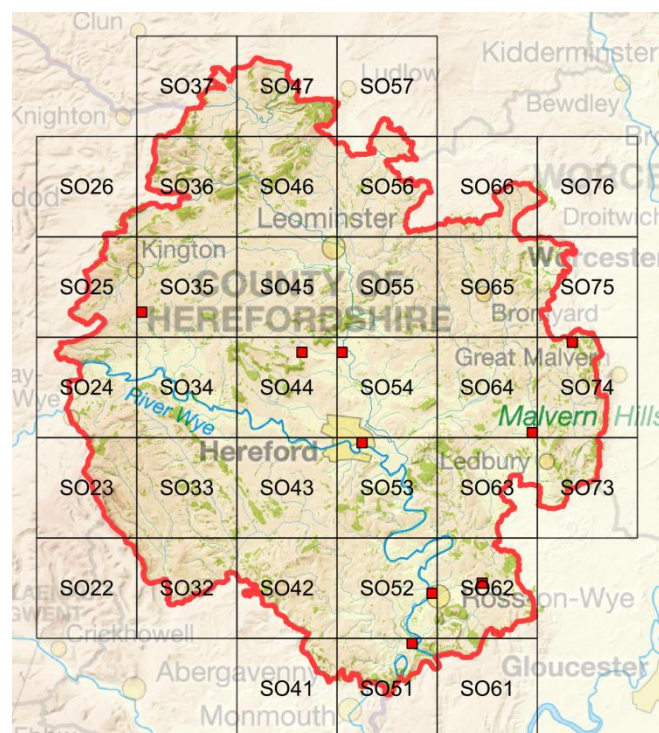 Clun
Kidderminster
SO37 SO47 SO57
Ludlow
Bewdley
Knighton
SO26 SO36 SO46 SO56 SO66 SO76
Leominster
Droitwich
Kington
Worcester
SO25 SO35 SO45 SO55 SO65 SO75
COUNTY OF
HEREFORDSHIRE
Bromyard
Great Malvern
SO24 SO34 SO44 SO54 SO64 SO74
River Wye
Malvern Hills
Hereford
Ledbury
SO23 SO33 SO43 SO53 SO63 SO73
SO22 SO32 SO42 SO52 SO62
Ross-on-Wye
Crickhowell
Abergavenny
Gloucester
SO41 SO51 SO61
Monmouth